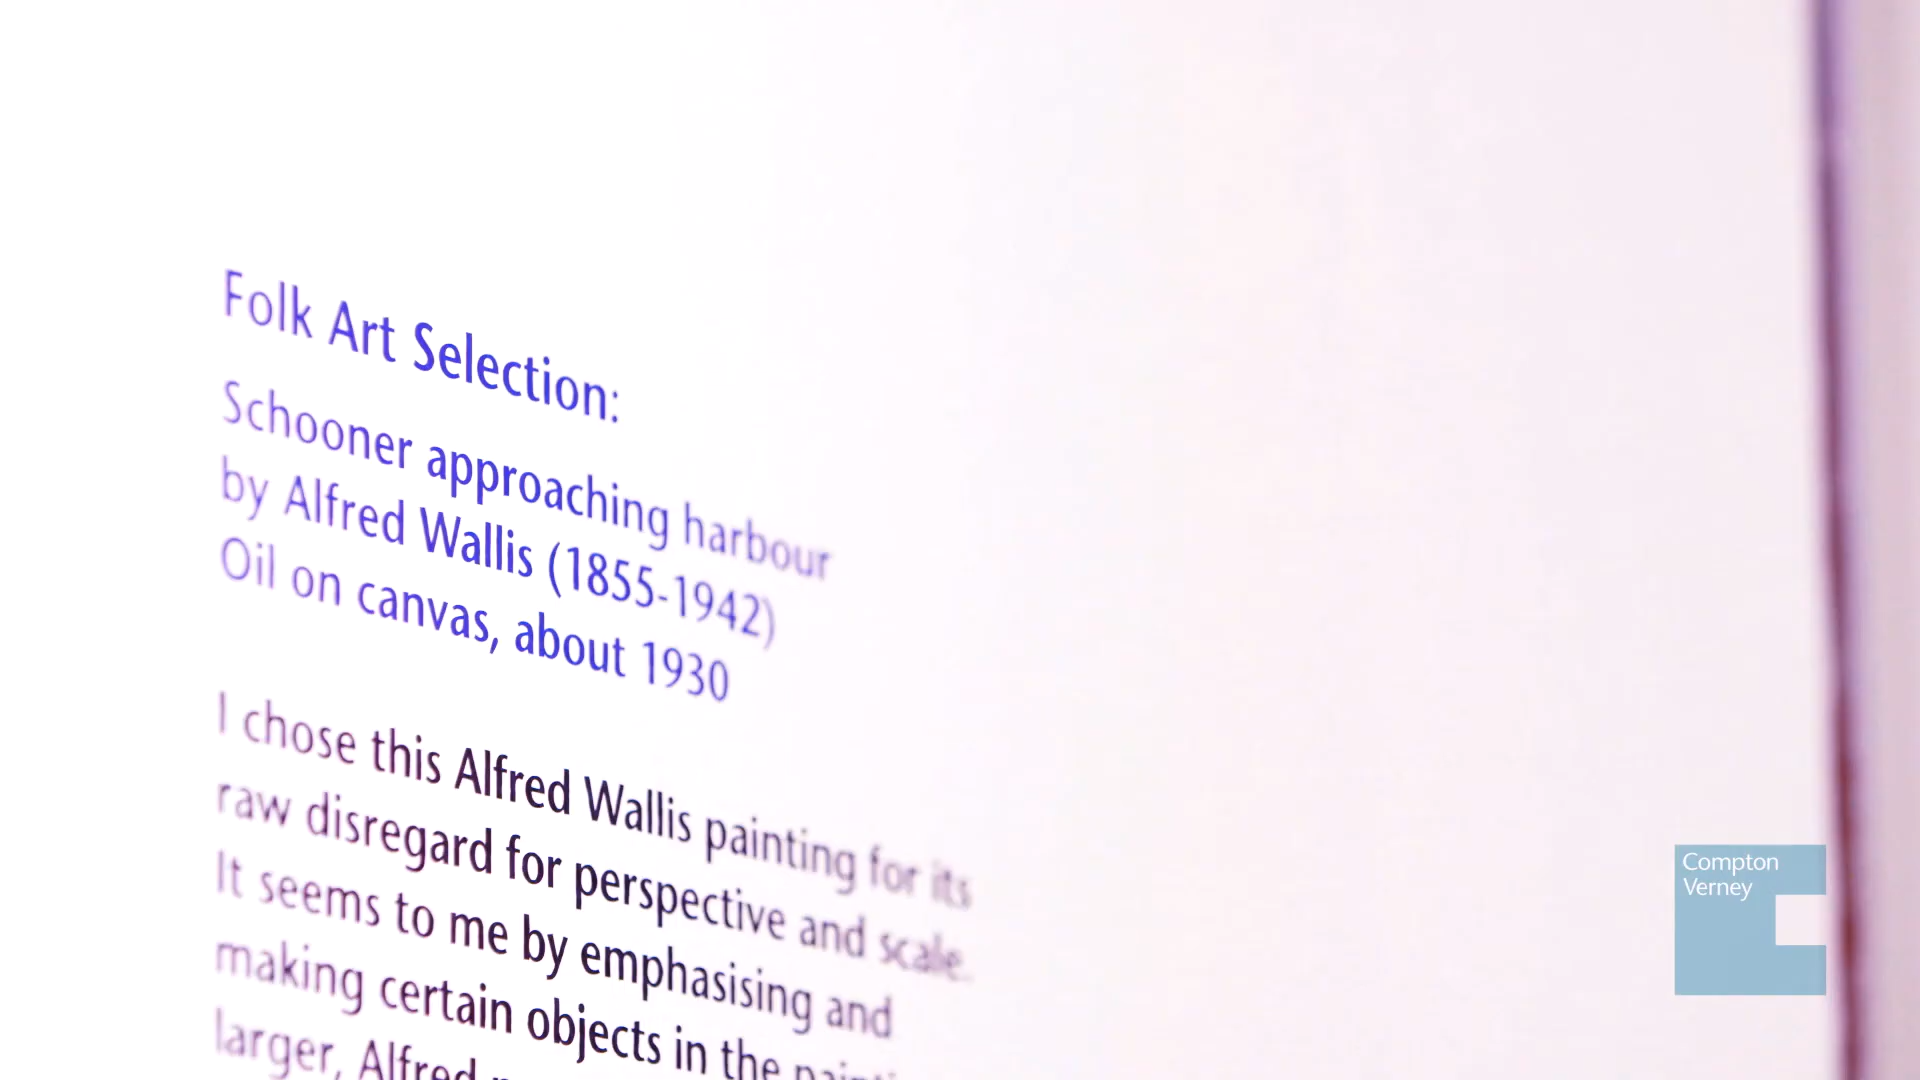 Folk Art Selection:
Schooner approaching harbour
by Alfred Wallis (1855-1942)
Oil on canvas, about 1930
I chose this Alfred Wallis painting for its
raw disregard for perspective and scale.
It seems to me by emphasising and
making certain objects in the
larger, Alfred
Compton
Verney